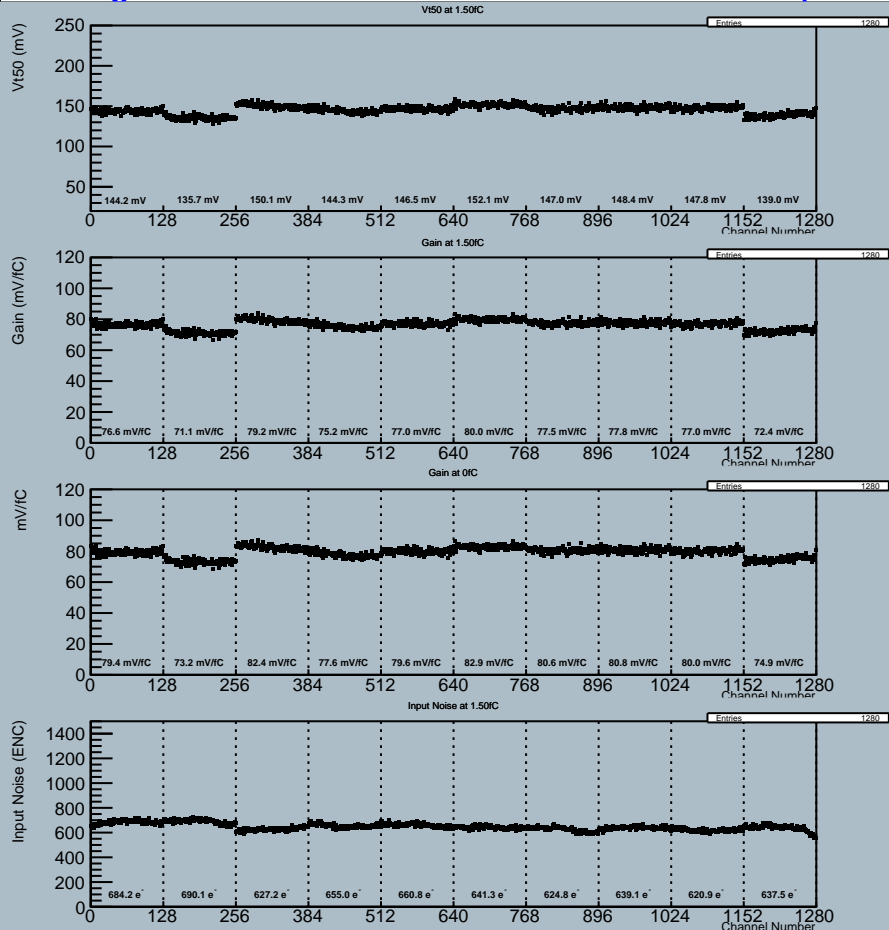 Vt50 at 1.50fC
Entries 1280
Vt50 (mV)
250
200
150
100
50
144.2 mV 135.7 mV 150.1 mV 144.3 mV 146.5 mV 152.1 mV 147.0 mV 148.4 mV 147.8 mV 139.0 mV
0 128 256 384 512 640 768 896 1024 1152 1280
Channel Number
Gain at 1.50fC
Entries 1280
Gain (mV/fC)
120
100
80
60
40
20
0
76.6 mV/fC 71.1 mV/fC 79.2 mV/fC 75.2 mV/fC 77.0 mV/fC 80.0 mV/fC 77.5 mV/fC 77.8 mV/fC 77.0 mV/fC 72.4 mV/fC
0 128 256 384 512 640 768 896 1024 1152 1280
Channel Number
Gain at 0fC
Entries 1280
mV/fC
120
100
80
60
40
20
0
79.4 mV/fC 73.2 mV/fC 82.4 mV/fC 77.6 mV/fC 79.6 mV/fC 82.9 mV/fC 80.6 mV/fC 80.8 mV/fC 80.0 mV/fC 74.9 mV/fC
0 128 256 384 512 640 768 896 1024 1152 1280
Channel Number
Input Noise at 1.50fC
Entries 1280
Input Noise (ENC)
1400
1200
1000
800
600
400
200
0
684.2 e⁻ 690.1 e⁻ 627.2 e⁻ 655.0 e⁻ 660.8 e⁻ 641.3 e⁻ 624.8 e⁻ 639.1 e⁻ 620.9 e⁻ 637.5 e⁻
0 128 256 384 512 640 768 896 1024 1152 1280
Channel Number